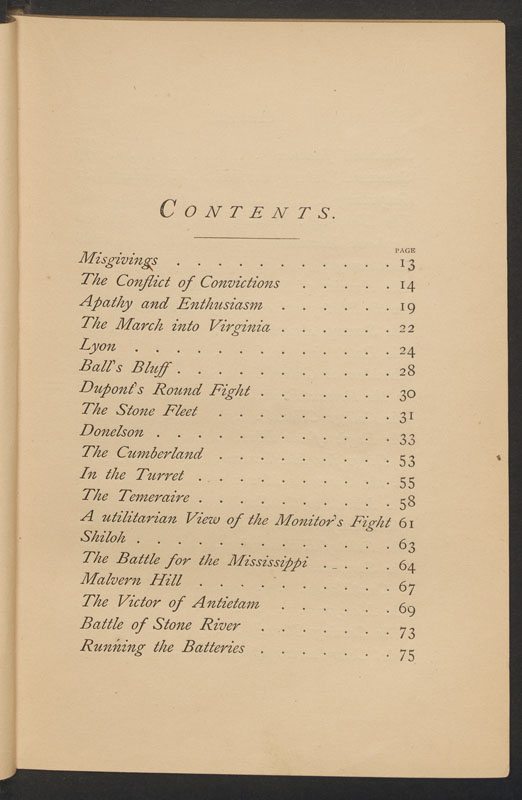 CONTENTS.
PAGE
Misgivings . . . . . . . . . . . 13
The Conflict of Convictions . . . . . 14
Apathy and Enthusiasm . . . . . . 19
The March into Virginia . . . . . . 22
Lyon . . . . . . . . . . . . . 24
Ball's Bluff . . . . . . . . . . . 28
Dupont's Round Fight . . . . . . . 30
The Stone Fleet . . . . . . . . . 31
Donelson . . . . . . . . . . . . 33
The Cumberland . . . . . . . . . 53
In the Turret . . . . . . . . . . 55
The Temeraire . . . . . . . . . . 58
A utilitarian View of the Monitor's Fight 61
Shiloh . . . . . . . . . . . . . 63
The Battle for the Mississippi . . . . 64
Malvern Hill . . . . . . . . . . 67
The Victor of Antietam . . . . . . 69
Battle of Stone River . . . . . . . 73
Running the Batteries . . . . . . . 75